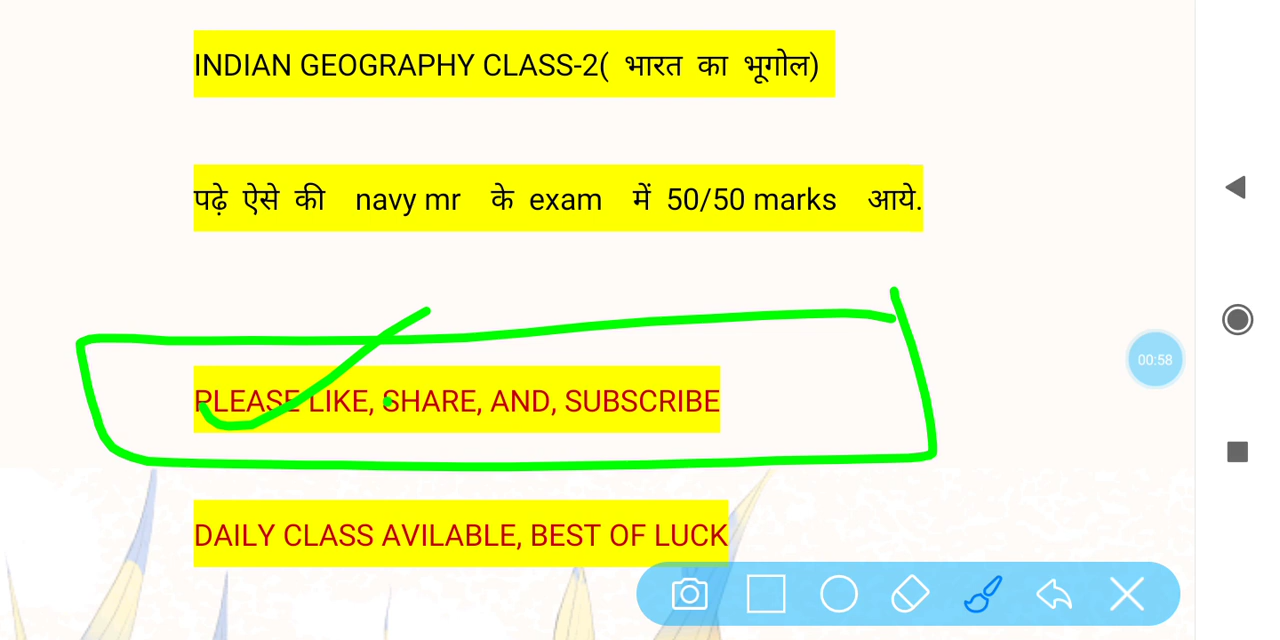 INDIAN GEOGRAPHY CLASS-2( भारत का भूगोल)
पढ़े ऐसे की navy mr के exam में 50/50 marks आये.
PLEASE LIKE, SHARE, AND, SUBSCRIBE
00:58
DAILY CLASS AVILABLE, BEST OF LUCK